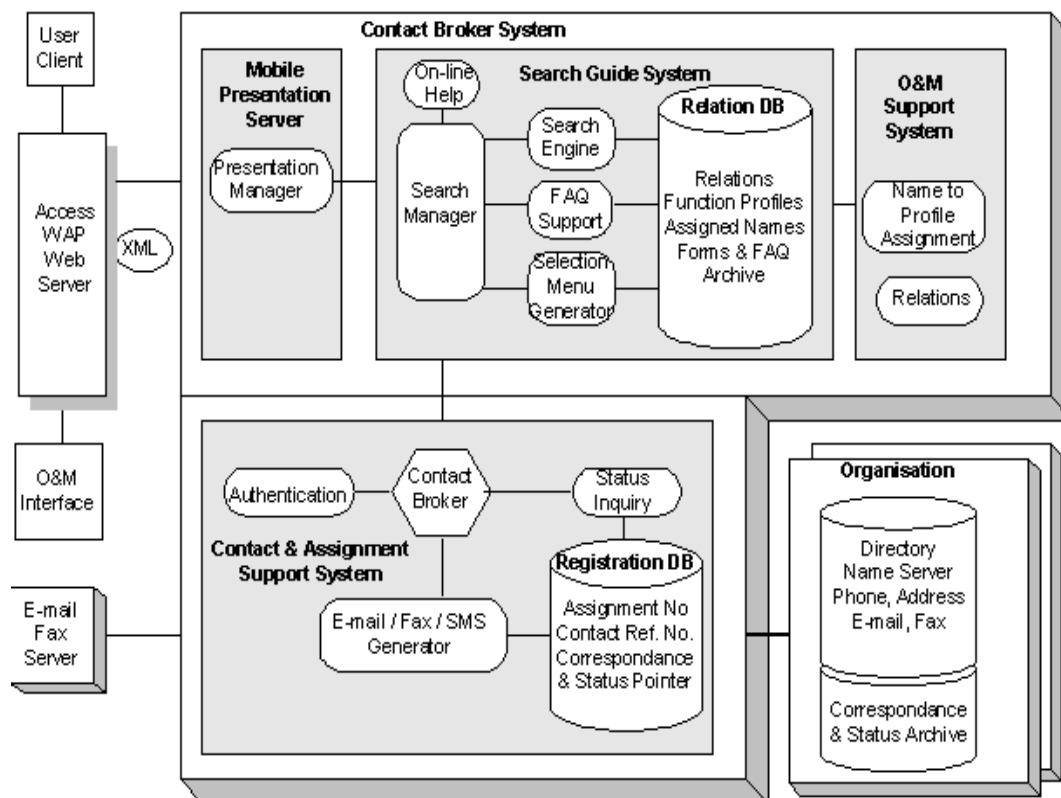 User
Client
Access
WAP
Web
Server
XML
O&M
Interface
E-mail
Fax
Server
Contact Broker System
Mobile
Presentation
Server
Presentation
Manager
Search Guide System
On-line
Help
Search
Manager
Search
Engine
FAQ
Support
Selection
Menu
Generator
Relation DB
Relations
Function Profiles
Assigned Names
Forms & FAQ
Archive
O&M
Support
System
Name to
Profile
Assignment
Relations
Authentication
Contact
Broker
Status
Inquiry
Contact & Assignment
Support System
E-mail / Fax / SMS
Generator
Registration DB
Assignment No
Contact Ref. No.
Correspondance
& Status Pointer
Organisation
Directory
Name Server
Phone, Address
E-mail, Fax
Correspondance
& Status Archive